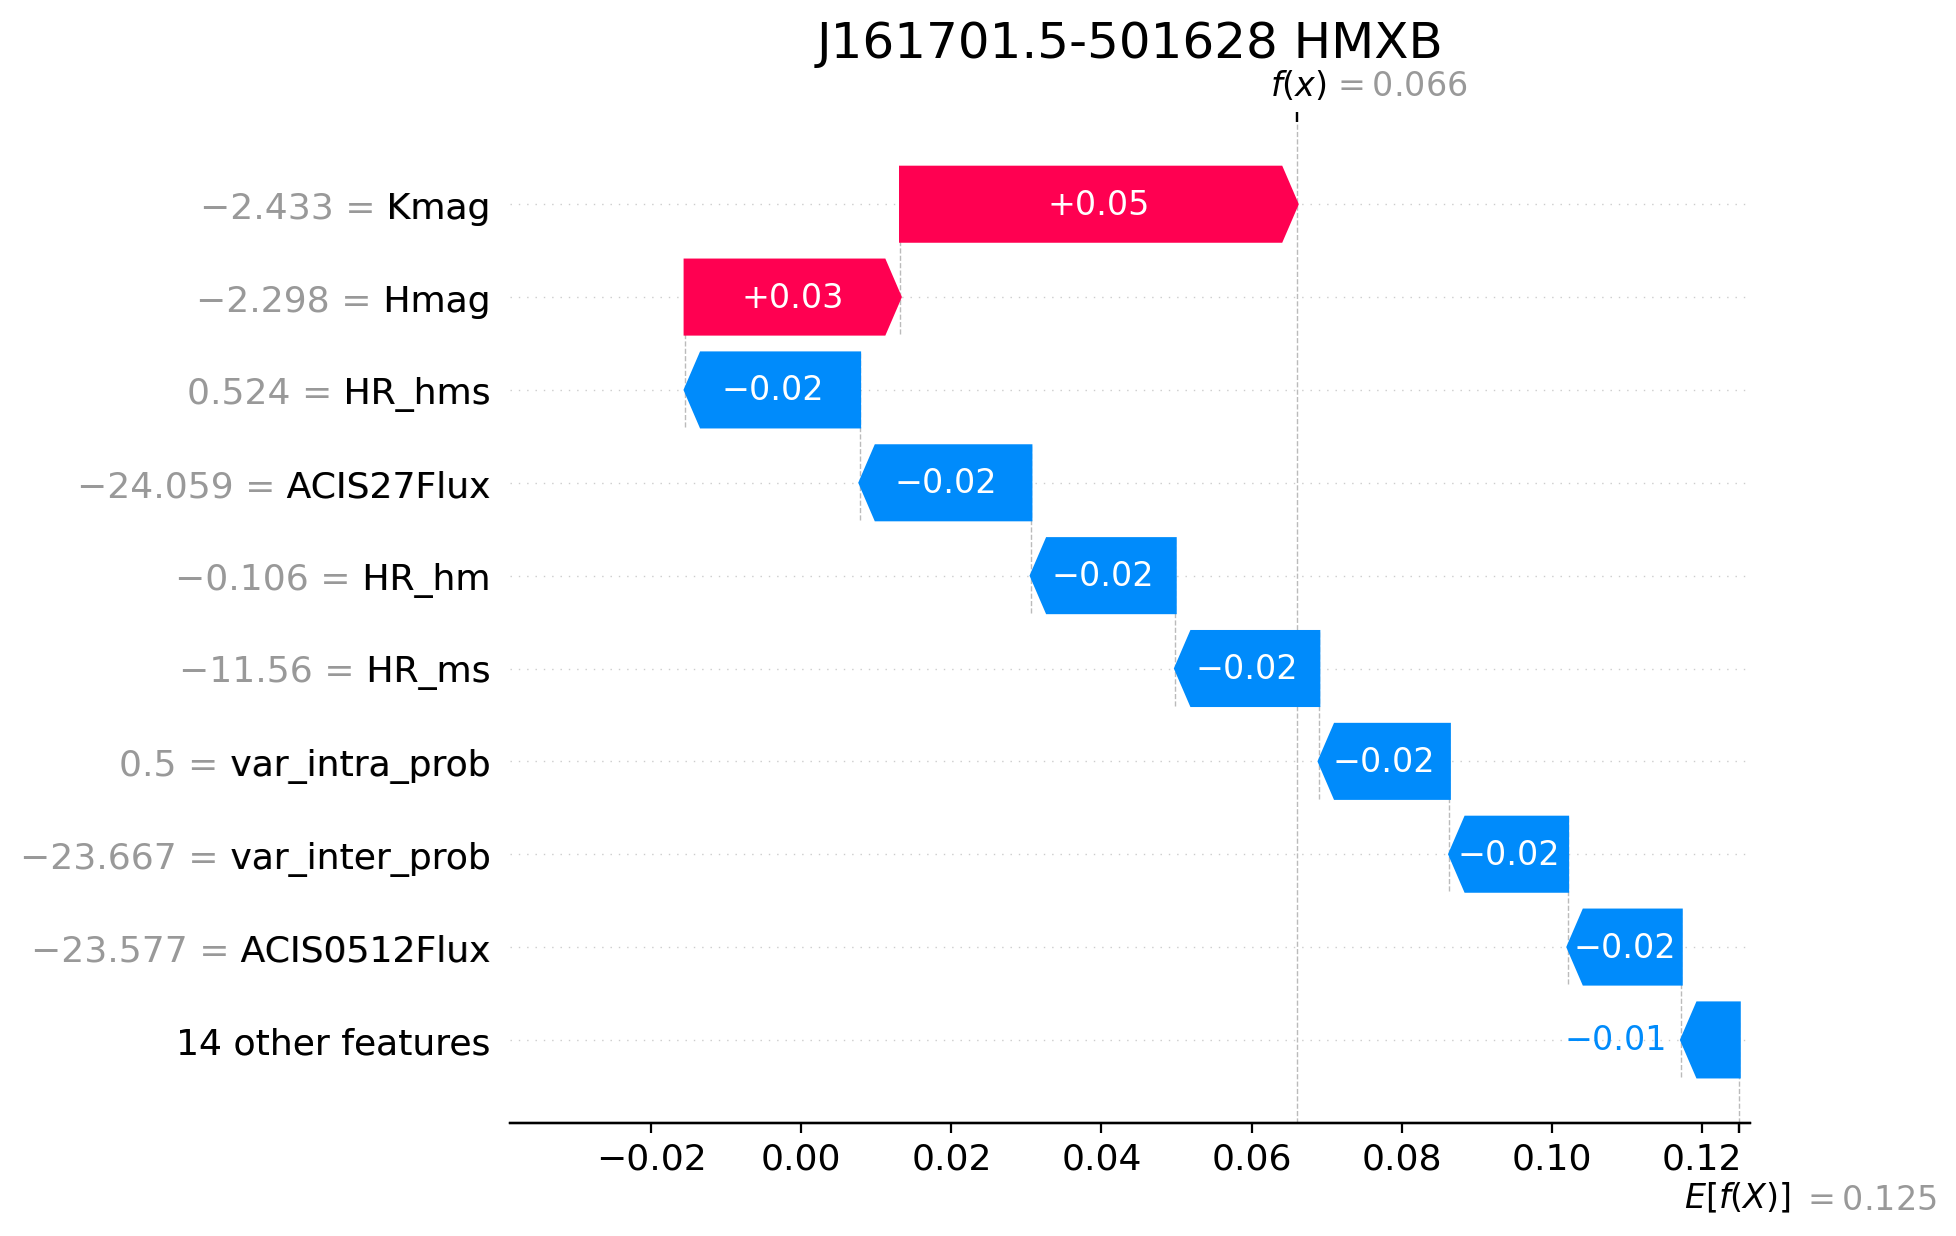 J161701.5-501628 HMXB
f(x) = 0.066
−2.433 = Kmag
+0.05
−2.298 = Hmag
+0.03
0.524 = HR_hms
−0.02
−24.059 = ACIS27Flux
−0.02
−0.106 = HR_hm
−0.02
−11.56 = HR_ms
−0.02
0.5 = var_intra_prob
−0.02
−23.667 = var_inter_prob
−0.02
−23.577 = ACIS0512Flux
−0.02
14 other features
−0.01
−0.02 0.00 0.02 0.04 0.06 0.08 0.10 0.12
E[f(X)] = 0.125